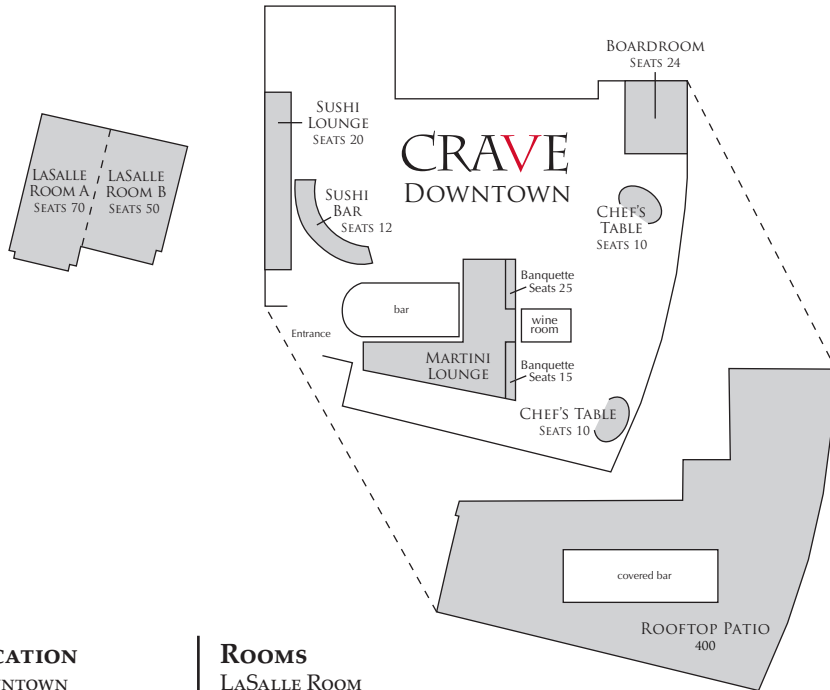 BOARDROOM
SEATS 24
SUSHI
LOUNGE
SEATS 20
CRAVE
DOWNTOWN
LASALLE
ROOM A
SEATS 70
LASALLE
ROOM B
SEATS 50
SUSHI
BAR
SEATS 12
CHEF'S
TABLE
SEATS 10
Banquette
Seats 25
bar
wine
room
Entrance
MARTINI
LOUNGE
Banquette
Seats 15
CHEF'S TABLE
SEATS 10
covered bar
ROOFTOP PATIO
400
CATION
WNTOWN
ROOMS
LASALLE ROOM